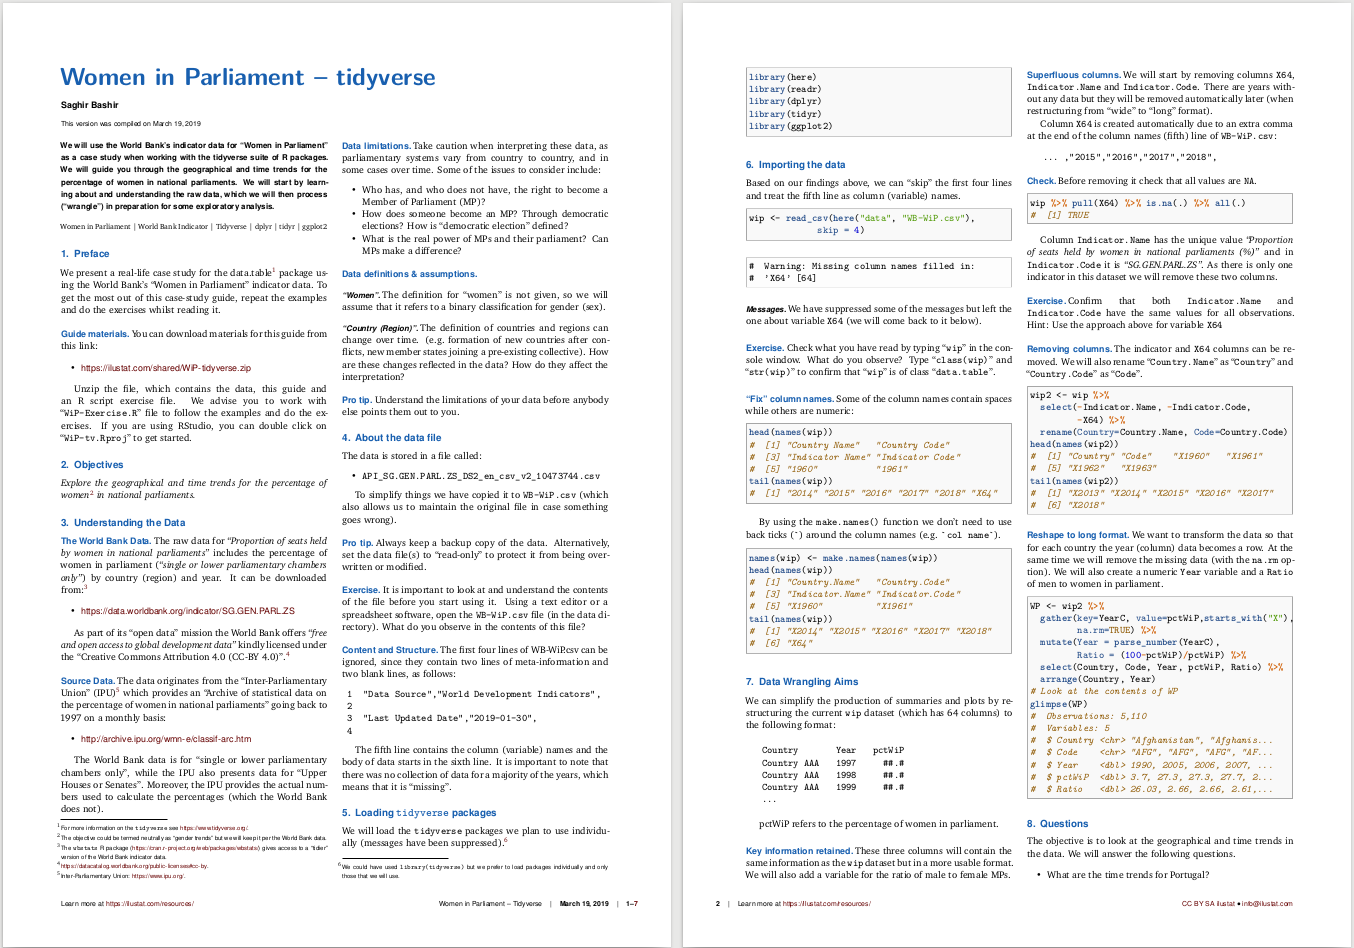 Women in Parliament – tidyverse
Saghir Bashir
This version was compiled on March 19, 2019
We will use the World Bank's indicator data for “Women in Parliament”
as a case study when working with the tidyverse suite of R packages.
We will guide you through the geographical and time trends for the
percentage of women in national parliaments. We will start by learn-
ing about and understanding the raw data, which we will then process
(“wrangle”) in preparation for some exploratory analysis.
Women in Parliament | World Bank Indicator | Tidyverse | dplyr | tidyr | ggplot2
1. Preface
We present a real-life case study for the data.table1 package us-
ing the World Bank's “Women in Parliament” indicator data. To
get the most out of this case-study guide, repeat the examples
and do the exercises whilst reading it.
Guide materials. You can download materials for this guide from
this link:
• https://ilustat.com/shared/WiP-tidyverse.zip
Unzip the file, which contains the data, this guide and
an R script exercise file. We advise you to work with
“WiP-Exercise.R” file to follow the examples and do the ex-
ercises. If you are using RStudio, you can double click on
“WiP-tv.Rproj” to get started.
2. Objectives
Explore the geographical and time trends for the percentage of
women2 in national parliaments.
3. Understanding the Data
The World Bank Data. The raw data for “Proportion of seats held
by women in national parliaments” includes the percentage of
women in parliament (“single or lower parliamentary chambers
only”) by country (region) and year. It can be downloaded
from:3
• https://data.worldbank.org/indicator/SG.GEN.PARL.ZS
As part of its “open data” mission the World Bank offers “free
and open access to global development data” kindly licensed under
the “Creative Commons Attribution 4.0 (CC-BY 4.0)”.4
Source Data. The data originates from the “Inter-Parliamentary
Union” (IPU)5 which provides an “Archive of statistical data on
the percentage of women in national parliaments” going back to
1997 on a monthly basis:
• http://archive.ipu.org/wmn-e/classif-arc.htm
The World Bank data is for “single or lower parliamentary
chambers only”, while the IPU also presents data for “Upper
Houses or Senates”. Moreover, the IPU provides the actual num-
bers used to calculate the percentages (which the World Bank
does not).
1 For more information on the tidyverse see https://www.tidyverse.org/.
2 The objective could be termed neutrally as “gender trends” but we will keep it per the World Bank data.
3 The wbstats R package (https://cran.r-project.org/web/packages/wbstats) gives access to a “tidier”
version of the World Bank indicator data.
4 https://datacatalog.worldbank.org/public-licenses#cc-by.
5 Inter-Parliamentary Union: https://www.ipu.org/.
Data limitations. Take caution when interpreting these data, as
parliamentary systems vary from country to country, and in
some cases over time. Some of the issues to consider include:
• Who has, and who does not have, the right to become a
Member of Parliament (MP)?
• How does someone become an MP? Through democratic
elections? How is “democratic election” defined?
• What is the real power of MPs and their parliament? Can
MPs make a difference?
Data definitions & assumptions.
“Women”. The definition for “women” is not given, so we will
assume that it refers to a binary classification for gender (sex).
“Country (Region)”. The definition of countries and regions can
change over time. (e.g. formation of new countries after con-
flicts, new member states joining a pre-existing collective). How
are these changes reflected in the data? How do they affect the
interpretation?
Pro tip. Understand the limitations of your data before anybody
else points them out to you.
4. About the data file
The data is stored in a file called:
• API_SG.GEN.PARL.ZS_DS2_en_csv_v2_10473744.csv
To simplify things we have copied it to WB-WiP.csv (which
also allows us to maintain the original file in case something
goes wrong).
Pro tip. Always keep a backup copy of the data. Alternatively,
set the data file(s) to “read-only” to protect it from being over-
written or modified.
Exercise. It is important to look at and understand the contents
of the file before you start using it. Using a text editor or a
spreadsheet software, open the WB-WiP.csv file (in the data di-
rectory). What do you observe in the contents of this file?
Content and Structure. The first four lines of WB-WiP.csv can be
ignored, since they contain two lines of meta-information and
two blank lines, as follows:
1 "Data Source","World Development Indicators",
2
3 "Last Updated Date","2019-01-30",
4
The fifth line contains the column (variable) names and the
body of data starts in the sixth line. It is important to note that
there was no collection of data for a majority of the years, which
means that it is “missing”.
5. Loading tidyverse packages
We will load the tidyverse packages we plan to use individu-
ally (messages have been suppressed).6
6 We could have used library(tidyverse) but we prefer to load packages individually and only
those that we will use.
Learn more at https://ilustat.com/resources/
Women in Parliament – Tidyverse | March 19, 2019 | 1–7
library(here)
library(readr)
library(dplyr)
library(tidyr)
library(ggplot2)
6. Importing the data
Based on our findings above, we can “skip” the first four lines
and treat the fifth line as column (variable) names.
wip <- read_csv(here("data", "WB-WiP.csv"),
skip = 4)
# Warning: Missing column names filled in:
# 'X64' [64]
Messages. We have suppressed some of the messages but left the
one about variable X64 (we will come back to it below).
Exercise. Check what you have read by typing “wip” in the con-
sole window. What do you observe? Type “class(wip)” and
“str(wip)” to confirm that “wip” is of class “data.table”.
“Fix” column names. Some of the column names contain spaces
while others are numeric:
head(names(wip))
# [1] "Country Name" "Country Code"
# [3] "Indicator Name" "Indicator Code"
# [5] "1960" "1961"
tail(names(wip))
# [1] "2014" "2015" "2016" "2017" "2018" "X64"
By using the make.names() function we don't need to use
back ticks (`) around the column names (e.g. `col name`).
names(wip) <- make.names(names(wip))
head(names(wip))
# [1] "Country.Name" "Country.Code"
# [3] "Indicator.Name" "Indicator.Code"
# [5] "X1960" "X1961"
tail(names(wip))
# [1] "X2014" "X2015" "X2016" "X2017" "X2018"
# [6] "X64"
7. Data Wrangling Aims
We can simplify the production of summaries and plots by re-
structuring the current wip dataset (which has 64 columns) to
the following format:
Country Year pctWiP
Country AAA 1997 ##.#
Country AAA 1998 ##.#
Country AAA 1999 ##.#
...
pctWiP refers to the percentage of women in parliament.
Key information retained. These three columns will contain the
same information as the wip dataset but in a more usable format.
We will also add a variable for the ratio of male to female MPs.
Superfluous columns. We will start by removing columns X64,
Indicator.Name and Indicator.Code. There are years with-
out any data but they will be removed automatically later (when
restructuring from “wide” to “long” format).
Column X64 is created automatically due to an extra comma
at the end of the column names (fifth) line of WB-WiP.csv:
... ,"2015","2016","2017","2018",
Check. Before removing it check that all values are NA.
wip %>% pull(X64) %>% is.na(.) %>% all(.)
# [1] TRUE
Column Indicator.Name has the unique value “Proportion
of seats held by women in national parliaments (%)” and in
Indicator.Code it is “SG.GEN.PARL.ZS”. As there is only one
indicator in this dataset we will remove these two columns.
Exercise. Confirm that both Indicator.Name and
Indicator.Code have the same values for all observations.
Hint: Use the approach above for variable X64
Removing columns. The indicator and X64 columns can be re-
moved. We will also rename “Country.Name” as “Country” and
“Country.Code” as “Code”.
wip2 <- wip %>%
select(-Indicator.Name, -Indicator.Code,
-X64) %>%
rename(Country=Country.Name, Code=Country.Code)
head(names(wip2))
# [1] "Country" "Code" "X1960" "X1961"
# [5] "X1962" "X1963"
tail(names(wip2))
# [1] "X2013" "X2014" "X2015" "X2016" "X2017"
# [6] "X2018"
Reshape to long format. We want to transform the data so that
for each country the year (column) data becomes a row. At the
same time we will remove the missing data (with the na.rm op-
tion). We will also create a numeric Year variable and a Ratio
of men to women in parliament.
WP <- wip2 %>%
gather(key=YearC, value=pctWiP,starts_with("X"),
na.rm=TRUE) %>%
mutate(Year = parse_number(YearC),
Ratio = (100-pctWiP)/pctWiP) %>%
select(Country, Code, Year, pctWiP, Ratio) %>%
arrange(Country, Year)
# Look at the contents of WP
glimpse(WP)
# Observations: 5,110
# Variables: 5
# $ Country <chr> "Afghanistan", "Afghanis...
# $ Code <chr> "AFG", "AFG", "AFG", "AF...
# $ Year <dbl> 1990, 2005, 2006, 2007, ...
# $ pctWiP <dbl> 3.7, 27.3, 27.3, 27.7, 2...
# $ Ratio <dbl> 26.03, 2.66, 2.66, 2.61,...
8. Questions
The objective is to look at the geographical and time trends in
the data. We will answer the following questions.
• What are the time trends for Portugal?
2 | Learn more at https://ilustat.com/resources/
CC BY SA ilustat • info@ilustat.com